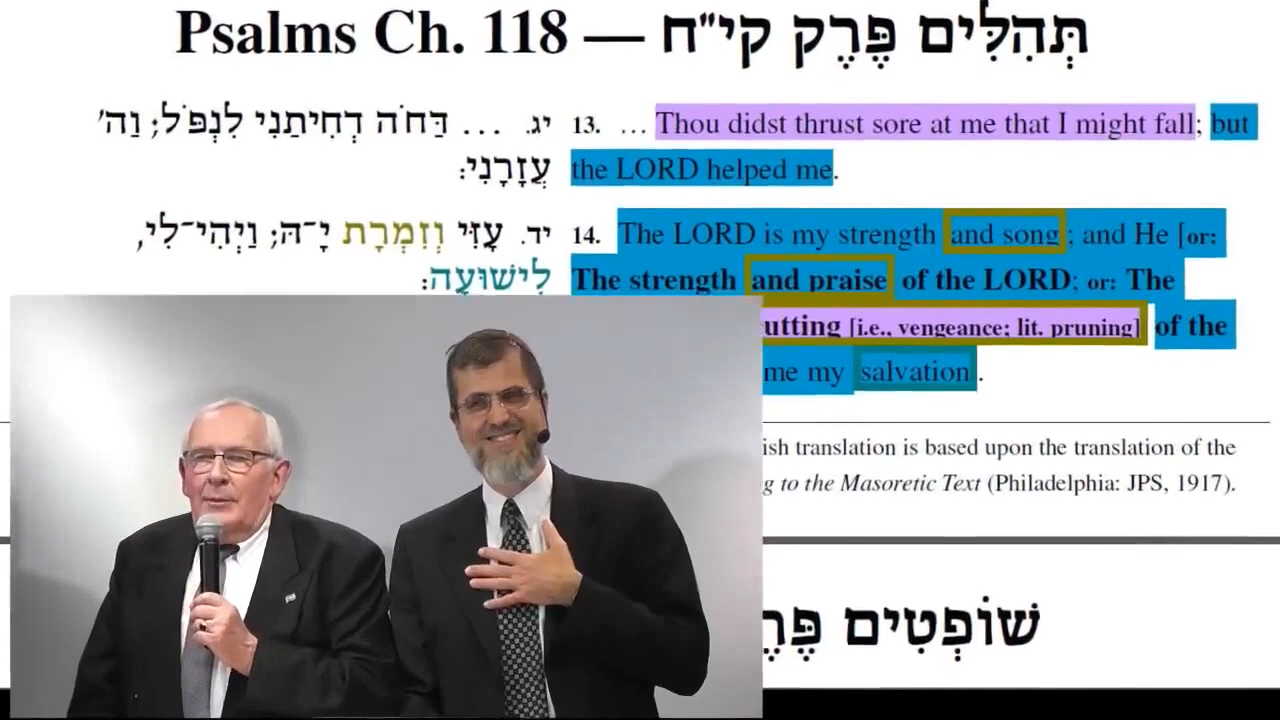 Psalms Ch. 118 — תְּהִלִּים פֶּרֶק קי״ח
יג. ... דַּחֹה דְחִיתַנִי לִנְפֹּל; וַה׳
עֲזָרָנִי:
13. ... Thou didst thrust sore at me that I might fall; but
the LORD helped me.
יד. עָזִּי וְזִמְרָת יָ־הּ; וַיְהִי־לִי,
לִישׁוּעָה:
14. The LORD is my strength and song; and He [or:
The strength and praise of the LORD; or: The
[i.e., vengeance; lit. pruning] of the
me my salvation.
translation is based upon the translation of the
to the Masoretic Text (Philadelphia: JPS, 1917).
שׁוֹפְטִים